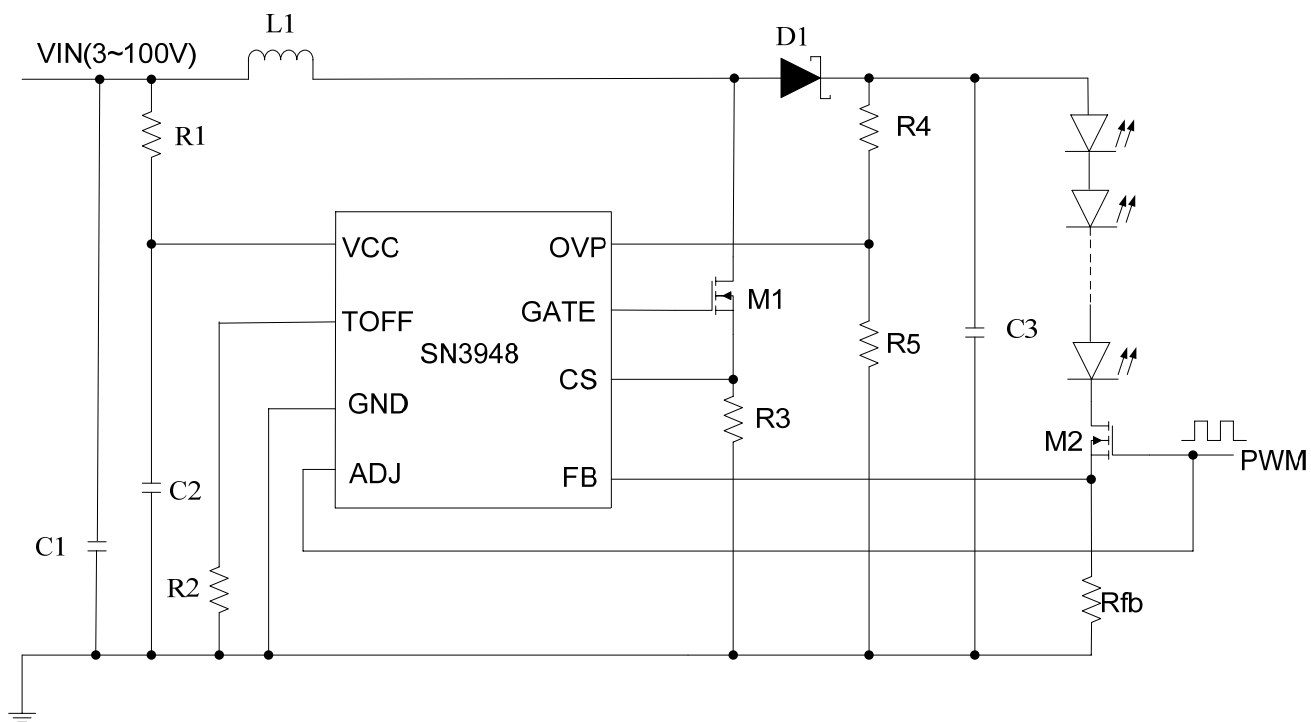 L1
D1
VIN(3~100V)
R1
R4
VCC
OVP
M1
GATE
TOFF
SN3948
R5
C3
CS
GND
R3
M2
PWM
ADJ
FB
C2
C1
R2
Rfb